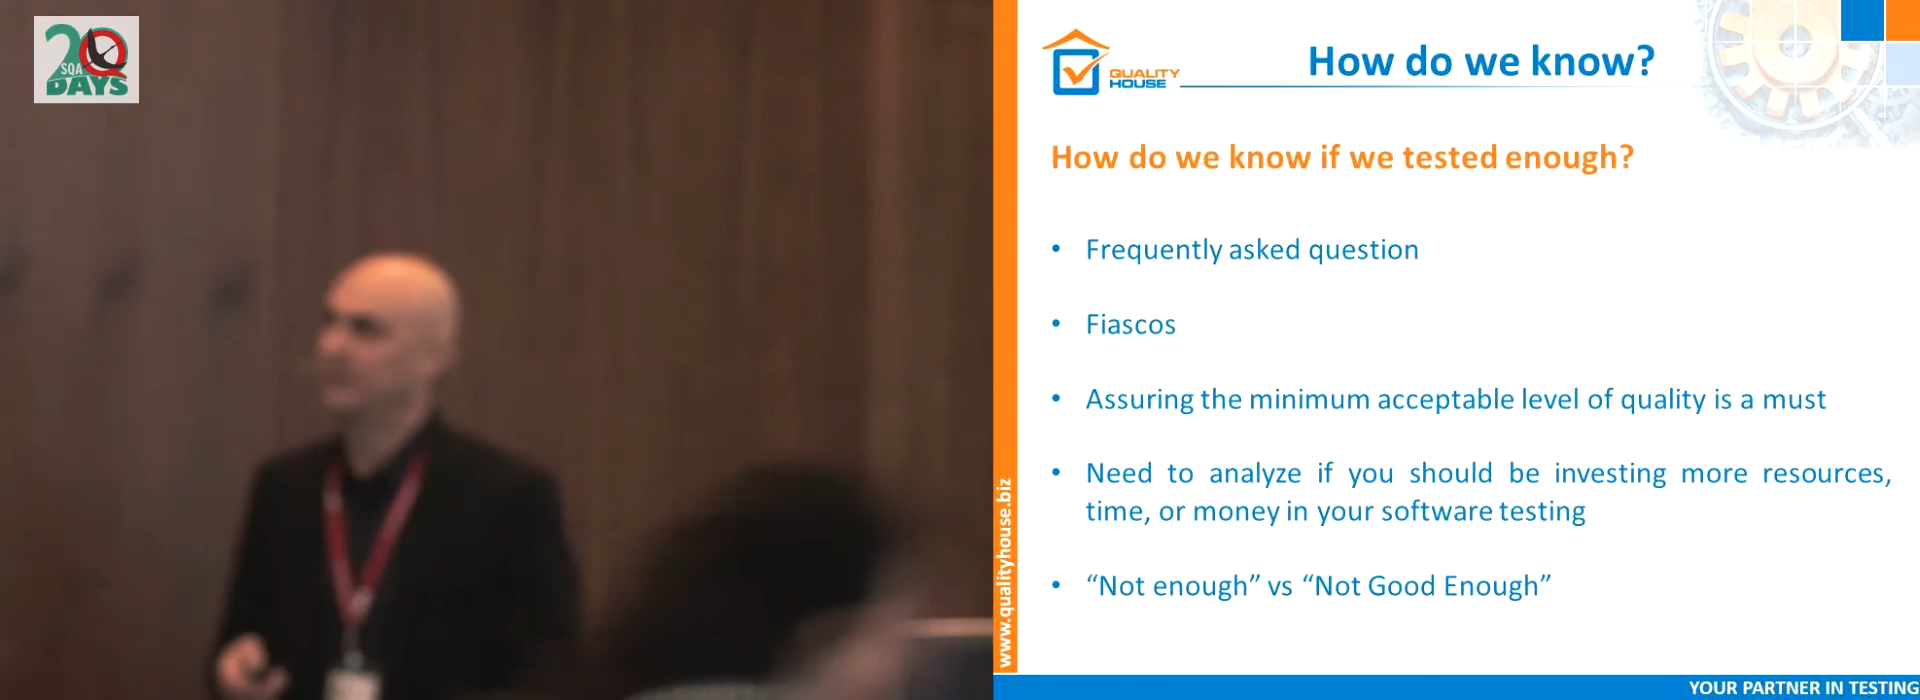 20
SQA
DAYS
QUALITY
HOUSE
How do we know?
How do we know if we tested enough?
• Frequently asked question
• Fiascos
• Assuring the minimum acceptable level of quality is a must
• Need to analyze if you should be investing more resources,
time, or money in your software testing
• “Not enough” vs “Not Good Enough”
www.qualityhouse.biz
YOUR PARTNER IN TESTING